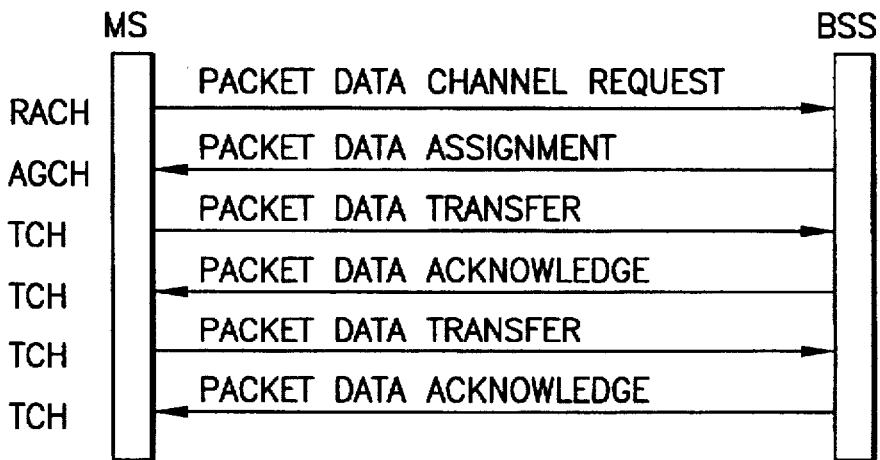 MS BSS
RACH PACKET DATA CHANNEL REQUEST
AGCH PACKET DATA ASSIGNMENT
TCH PACKET DATA TRANSFER
TCH PACKET DATA ACKNOWLEDGE
TCH PACKET DATA TRANSFER
TCH PACKET DATA ACKNOWLEDGE